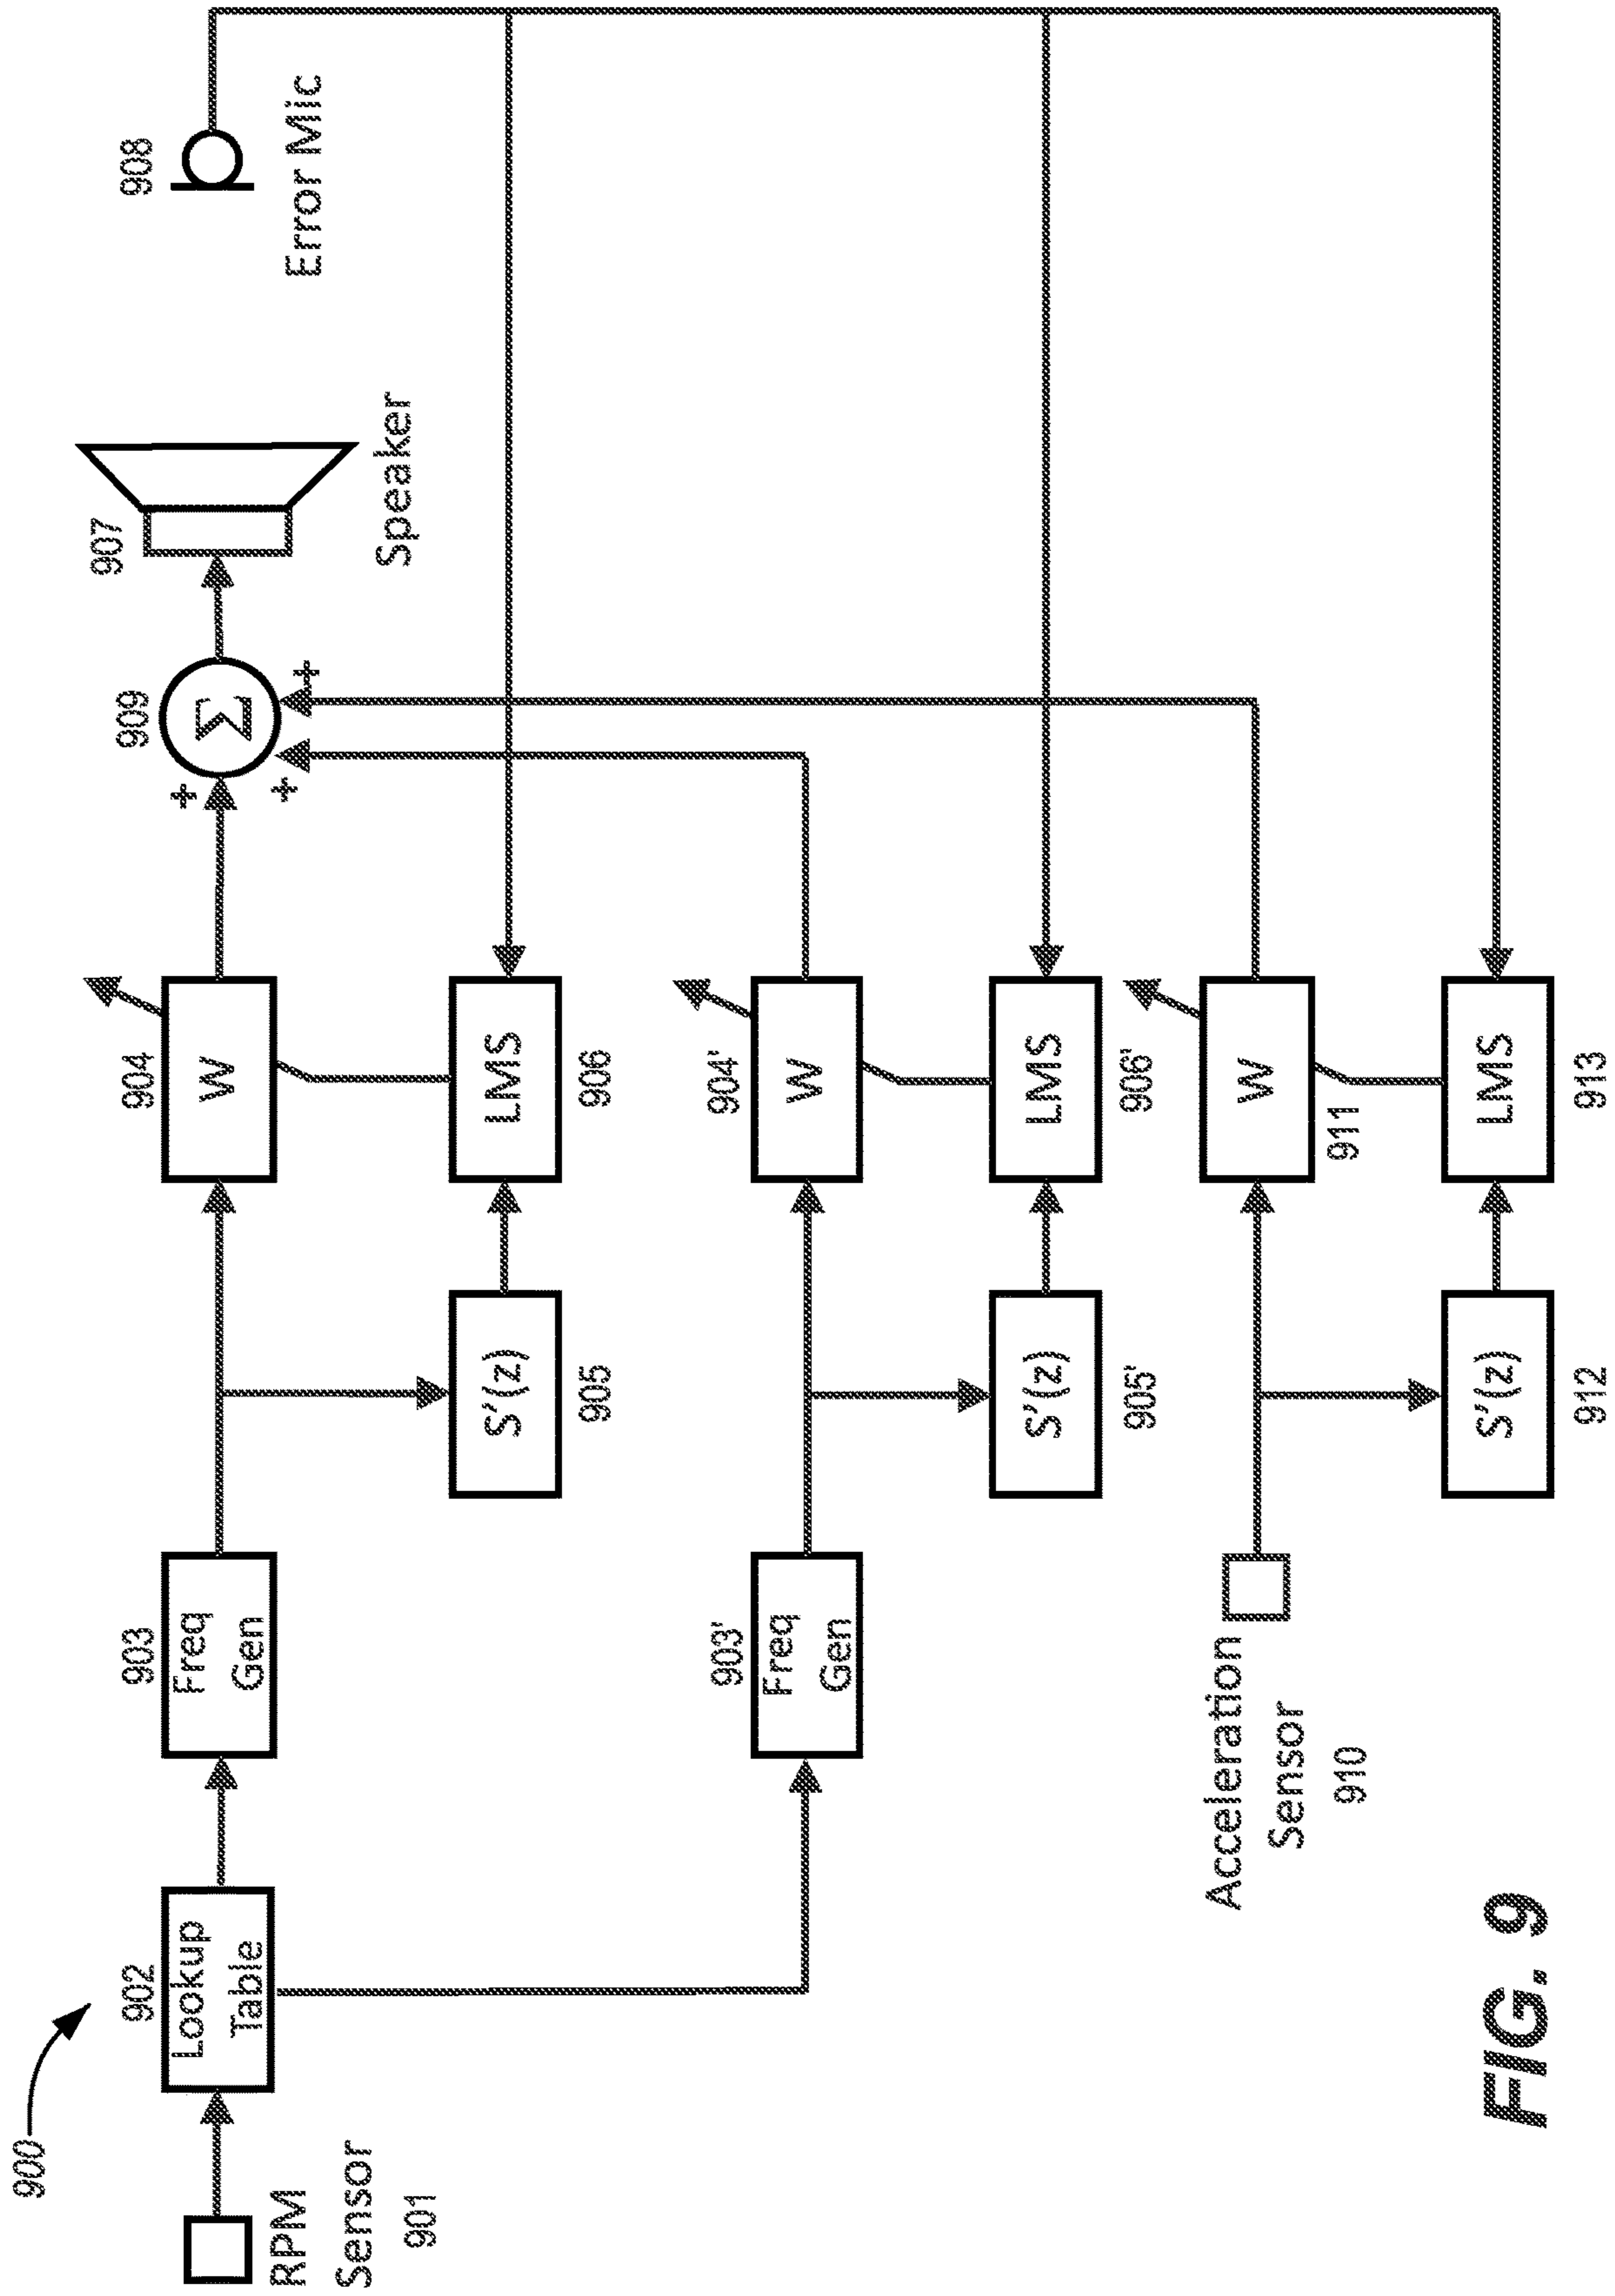 900
RPM
Sensor
901
902
Lookup
Table
903
Freq
Gen
904
W
S'(z)
905
LMS
906
909
Σ
+
+
+
907
Speaker
908
Error Mic
903'
Freq
Gen
904'
W
S'(z)
905'
LMS
906'
Acceleration
Sensor
910
W
911
S'(z)
912
LMS
913
FIG. 9